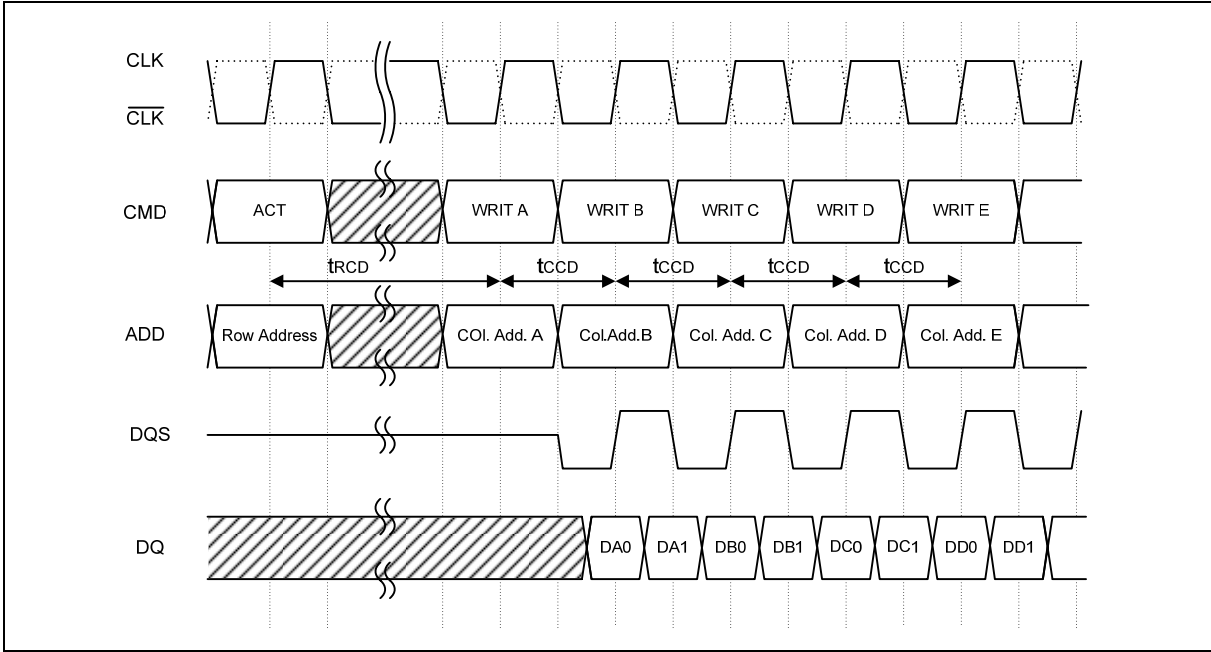 CLK
CLK
CMD ACT WRIT A WRIT B WRIT C WRIT D WRIT E
tRCD tCCD tCCD tCCD tCCD
ADD Row Address COl. Add. A Col.Add.B Col. Add. C Col. Add. D Col. Add. E
DQS
DQ DA0 DA1 DB0 DB1 DC0 DC1 DD0 DD1